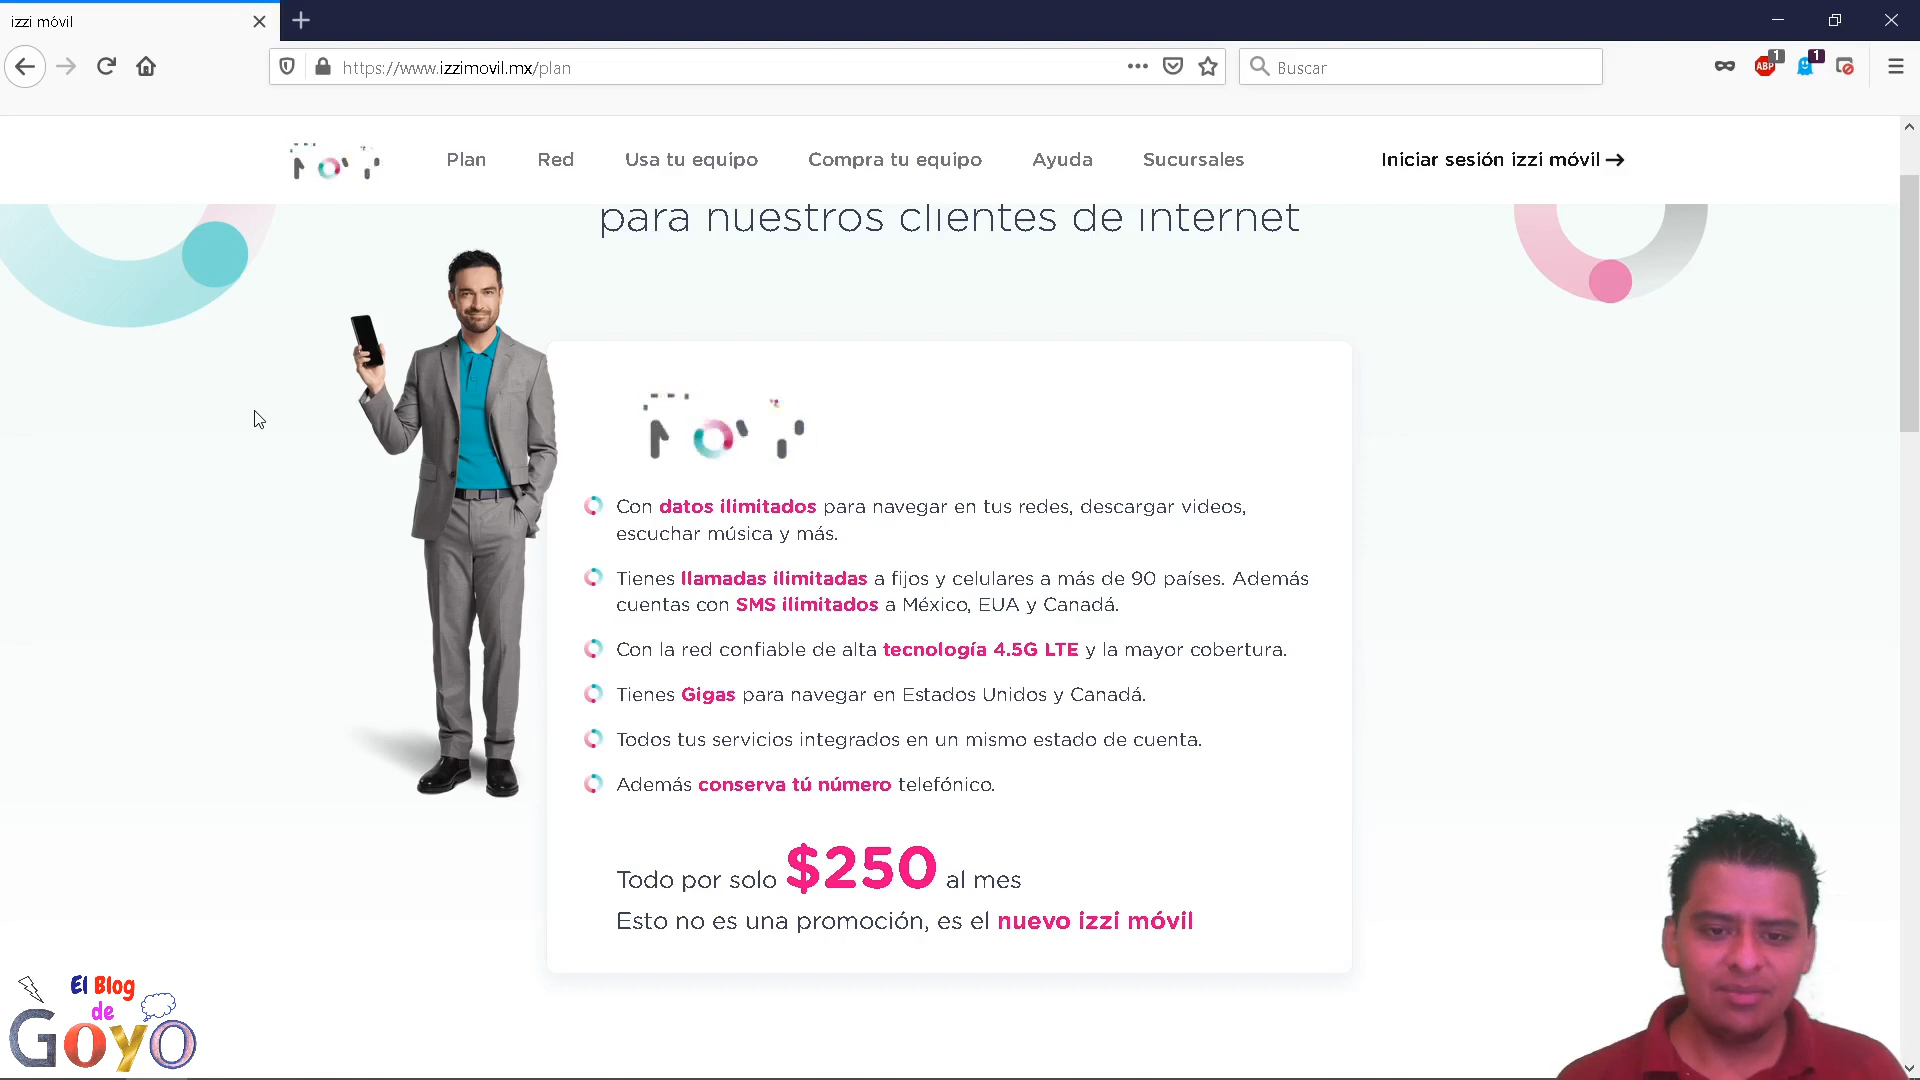 izzi móvil
https://www.izzimovil.mx/plan
Buscar
ABP
1
1
Plan
Red
Usa tu equipo
Compra tu equipo
Ayuda
Sucursales
Iniciar sesión izzi móvil →
para nuestros clientes de internet
Con datos ilimitados para navegar en tus redes, descargar videos,
escuchar música y más.
Tienes llamadas ilimitadas a fijos y celulares a más de 90 países. Además
cuentas con SMS ilimitados a México, EUA y Canadá.
Con la red confiable de alta tecnología 4.5G LTE y la mayor cobertura.
Tienes Gigas para navegar en Estados Unidos y Canadá.
Todos tus servicios integrados en un mismo estado de cuenta.
Además conserva tú número telefónico.
Todo por solo $250 al mes
Esto no es una promoción, es el nuevo izzi móvil
El Blog
de
Goyo